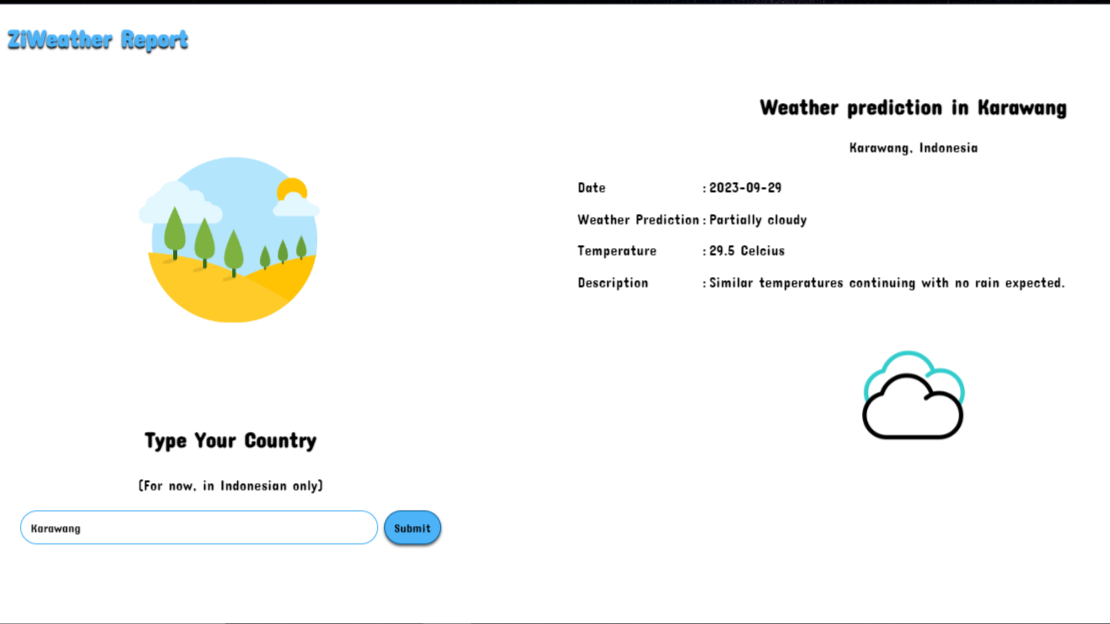 ZiWeather Report
Weather prediction in Karawang
Karawang, Indonesia
Date : 2023-09-29
Weather Prediction : Partially cloudy
Temperature : 29.5 Celcius
Description : Similar temperatures continuing with no rain expected.
Type Your Country
(For now, in Indonesian only)
Karawang
Submit